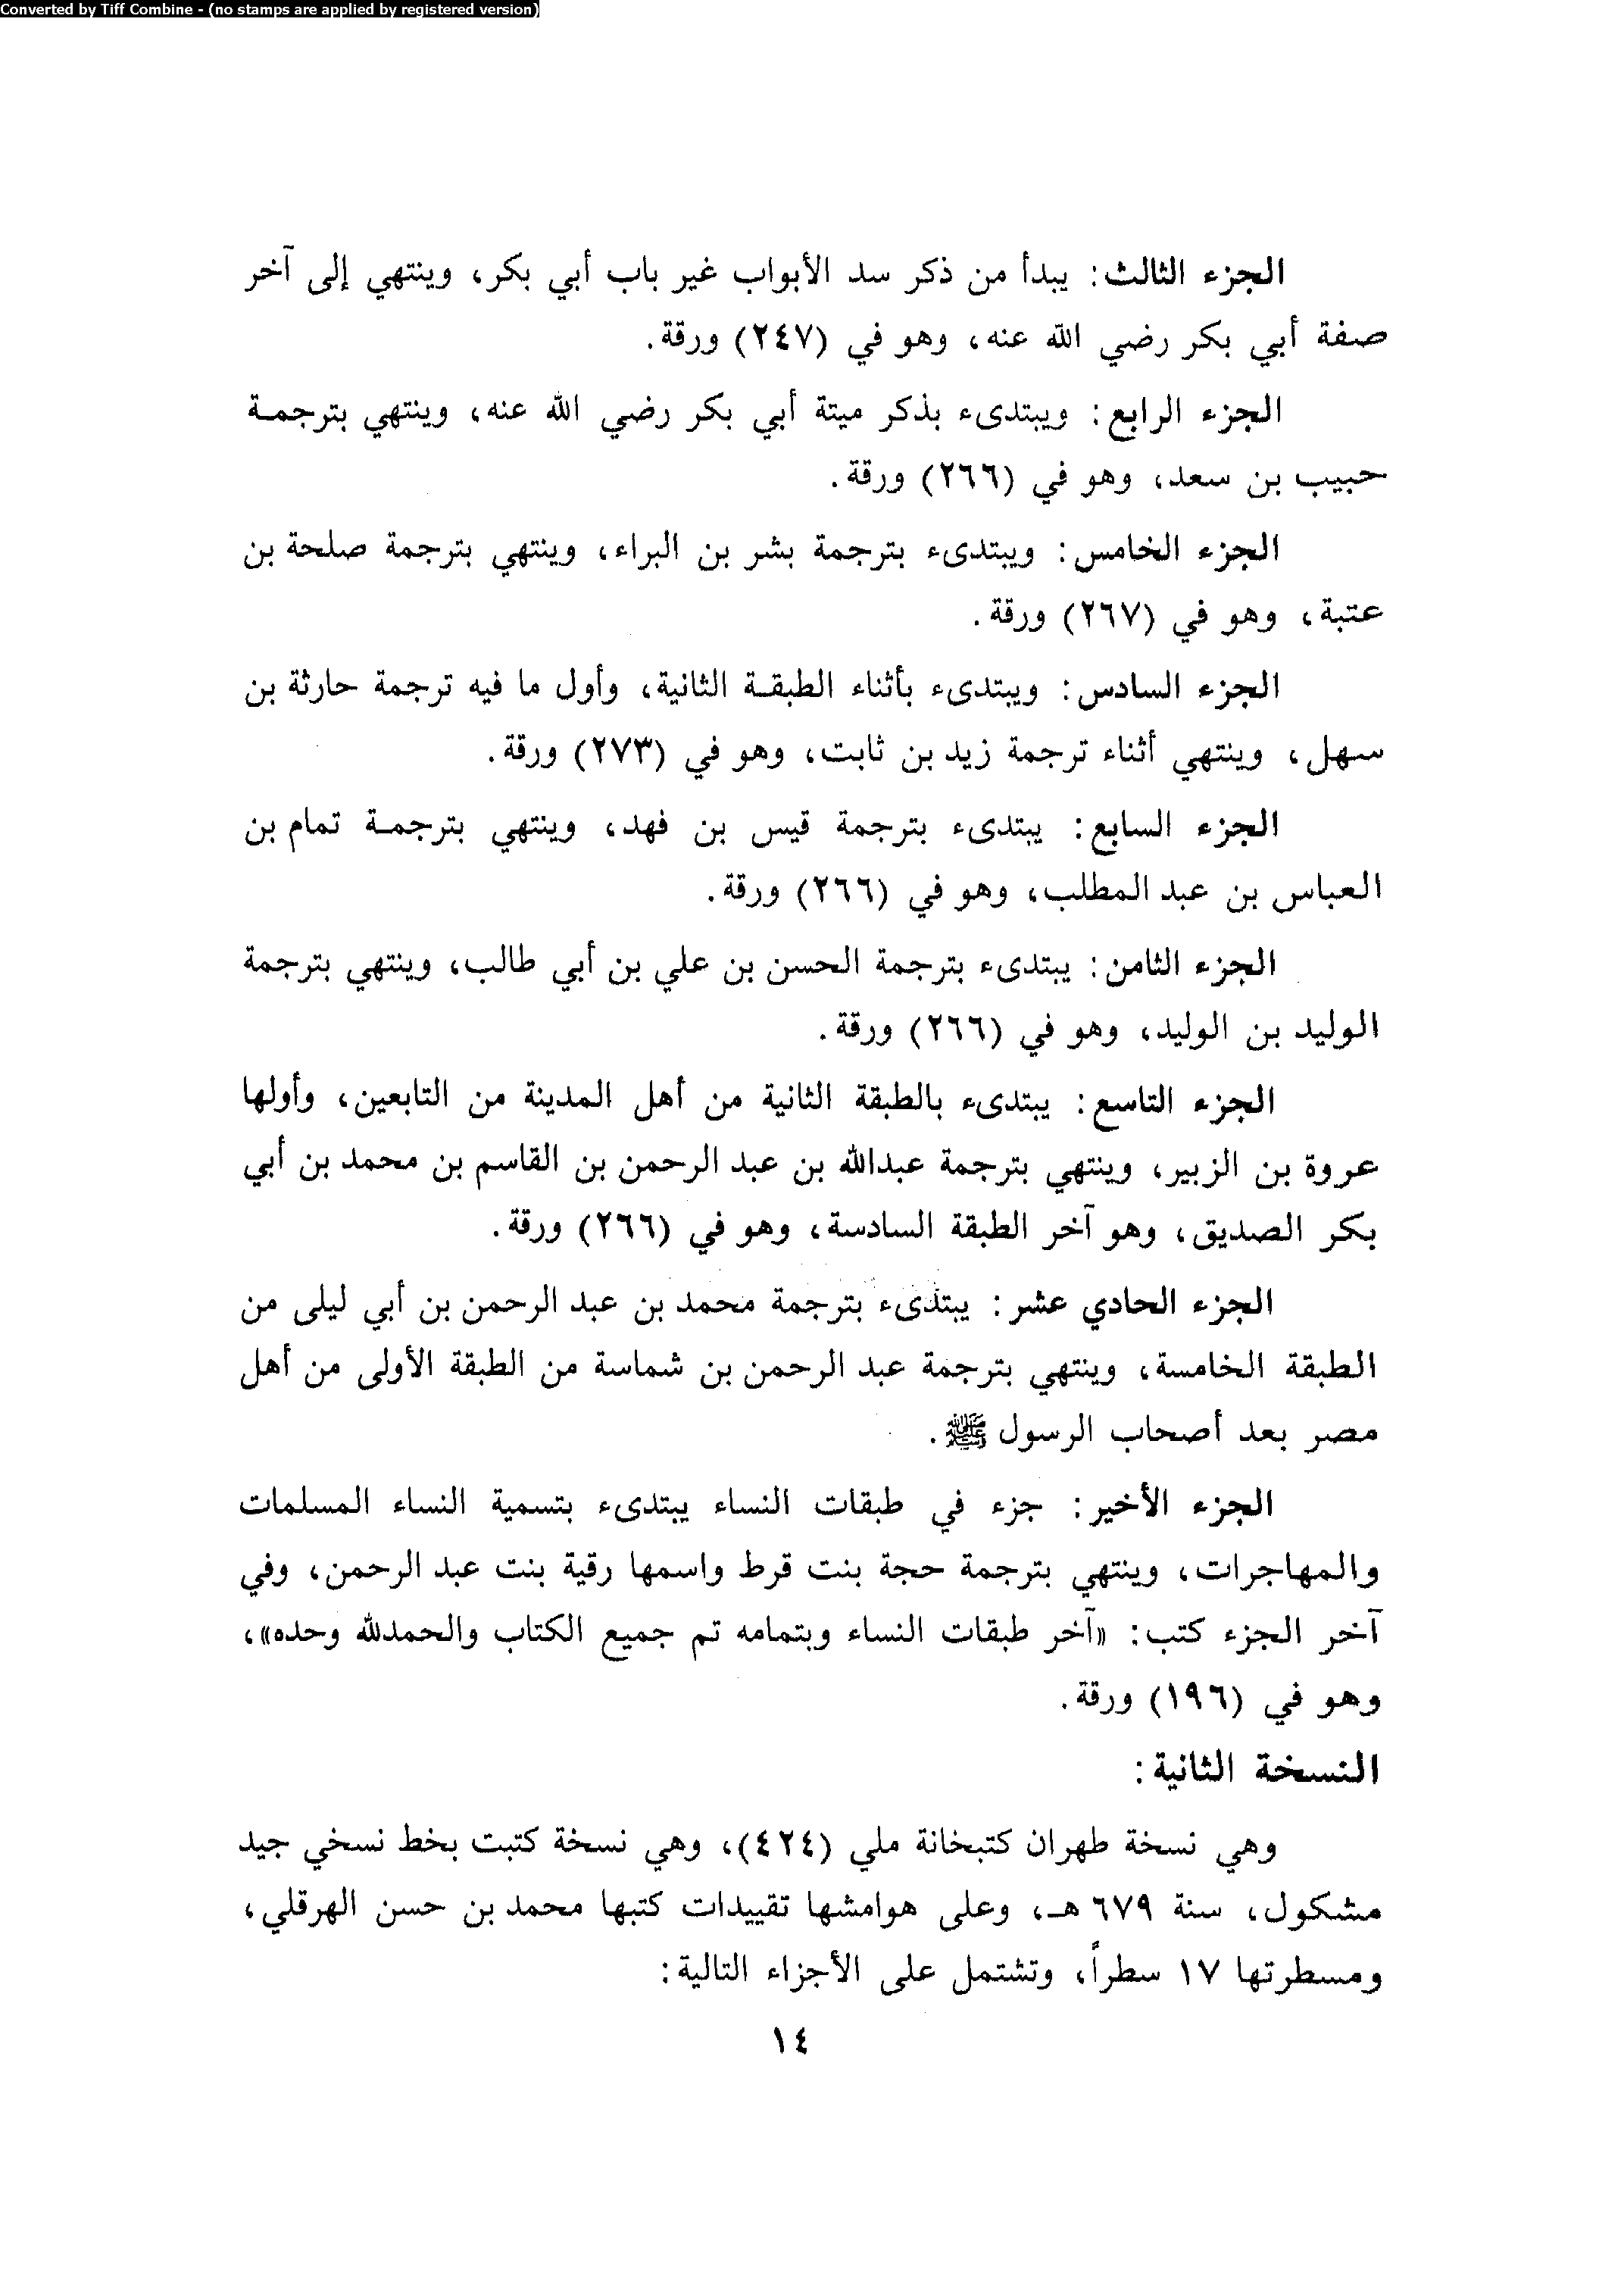 Converted by Tiff Combine - (no stamps are applied by registered version)
الجزء الثالث: يبدأ من ذكر سد الأبواب غير باب أبي بكر، وينتهي إلى آخر
صفة أبي بكر رضي الله عنه، وهو في (٢٤٧) ورقة.
الجزء الرابع: ويبتدىء بذكر ميتة أبي بكر رضي الله عنه، وينتهي بترجمـة
حبيب بن سعد، وهو في (٢٦٦) ورقة.
الجزء الخامس: ويبتدىء بترجمة بشر بن البراء، وينتهي بترجمة صلحة بن
عتبة، وهو في (٢٦٧) ورقة.
الجزء السادس: ويبتدىء بأثناء الطبقـة الثانية، وأول ما فيه ترجمة حارثة بن
سهل، وينتهي أثناء ترجمة زيد بن ثابت، وهو في (٢٧٣) ورقة.
الجزء السابع: يبتدىء بترجمة قيس بن فهد، وينتهي بترجمـة تمام بن
العباس بن عبد المطلب، وهو في (٢٦٦) ورقة.
الجزء الثامن: يبتدىء بترجمة الحسن بن علي بن أبي طالب، وينتهي بترجمة
الوليد بن الوليد، وهو في (٢٦٦) ورقة.
الجزء التاسع: يبتدىء بالطبقة الثانية من أهل المدينة من التابعين، وأولها
عروة بن الزبير، وينتهي بترجمة عبدالله بن عبد الرحمن بن القاسم بن محمد بن أبي
بكر الصديق، وهو آخر الطبقة السادسة، وهو في (٢٦٦) ورقة.
الجزء الحادي عشر: يبتدىء بترجمة محمد بن عبد الرحمن بن أبي ليلى من
الطبقة الخامسة، وينتهي بترجمة عبد الرحمن بن شماسة من الطبقة الأولى من أهل
مصر بعد أصحاب الرسول ﷺ.
الجزء الأخير: جزء في طبقات النساء يبتدىء بتسمية النساء المسلمات
والمهاجرات، وينتهي بترجمة حجة بنت قرط واسمها رقية بنت عبد الرحمن، وفي
آخر الجزء كتب: «آخر طبقات النساء وبتمامه تم جميع الكتاب والحمدلله وحده»،
وهو في (١٩٦) ورقة.
النسخة الثانية:
وهي نسخة طهران كتبخانة ملي (٤٢٤)، وهي نسخة كتبت بخط نسخي جيد
مشكول، سنة ٦٧٩ هـ، وعلى هوامشها تقييدات كتبها محمد بن حسن الهرقلي،
ومسطرتها ١٧ سطراً، وتشتمل على الأجزاء التالية:
١٤